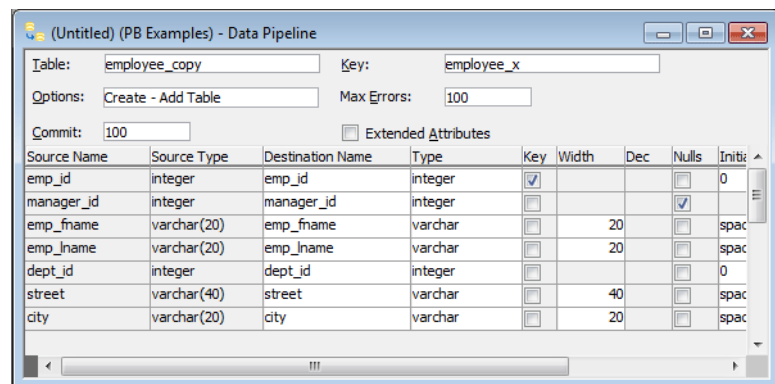 (Untitled) (PB Examples) - Data Pipeline
Table: employee_copy Key: employee_x
Options: Create - Add Table Max Errors: 100
Commit: 100 Extended Attributes
Source Name Source Type Destination Name Type Key Width Dec Nulls Initia
emp_id integer emp_id integer 0
manager_id integer manager_id integer
emp_fname varchar(20) emp_fname varchar 20 spac
emp_lname varchar(20) emp_lname varchar 20 spac
dept_id integer dept_id integer 0
street varchar(40) street varchar 40 spac
city varchar(20) city varchar 20 spac